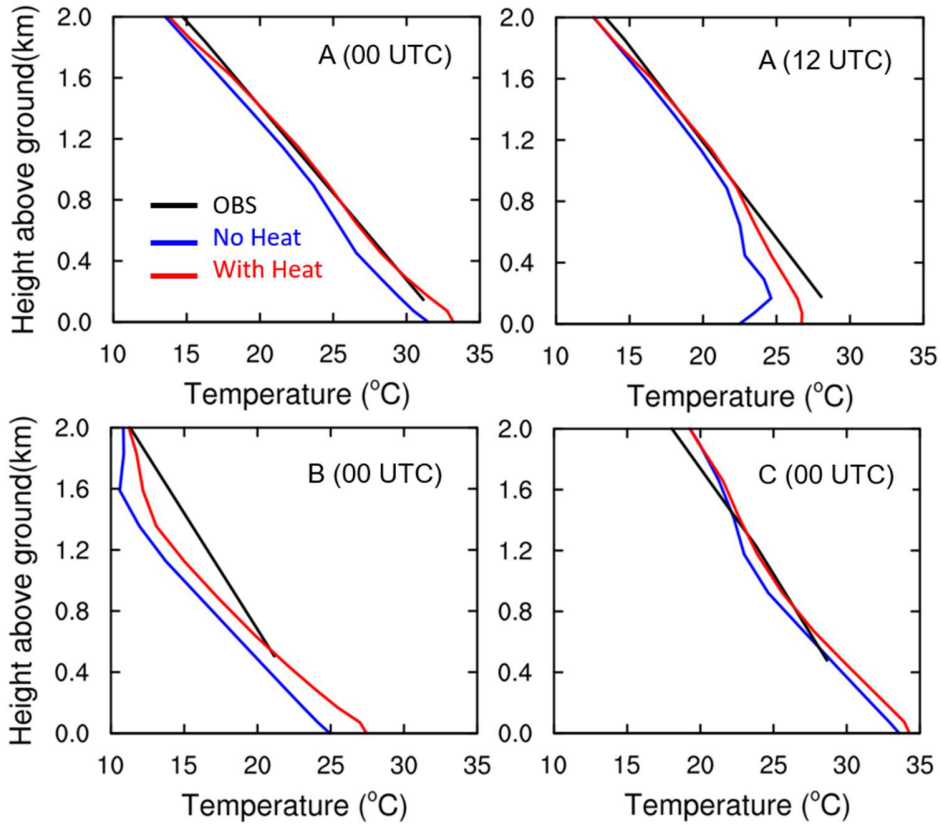 2.0
1.6
1.2
0.8
0.4
0.0
Height above ground(km)
A (00 UTC)
OBS
No Heat
With Heat
10 15 20 25 30 35
Temperature (°C)
2.0
1.6
1.2
0.8
0.4
0.0
A (12 UTC)
10 15 20 25 30 35
Temperature (°C)
2.0
1.6
1.2
0.8
0.4
0.0
Height above ground(km)
B (00 UTC)
10 15 20 25 30 35
Temperature (°C)
2.0
1.6
1.2
0.8
0.4
0.0
C (00 UTC)
10 15 20 25 30 35
Temperature (°C)